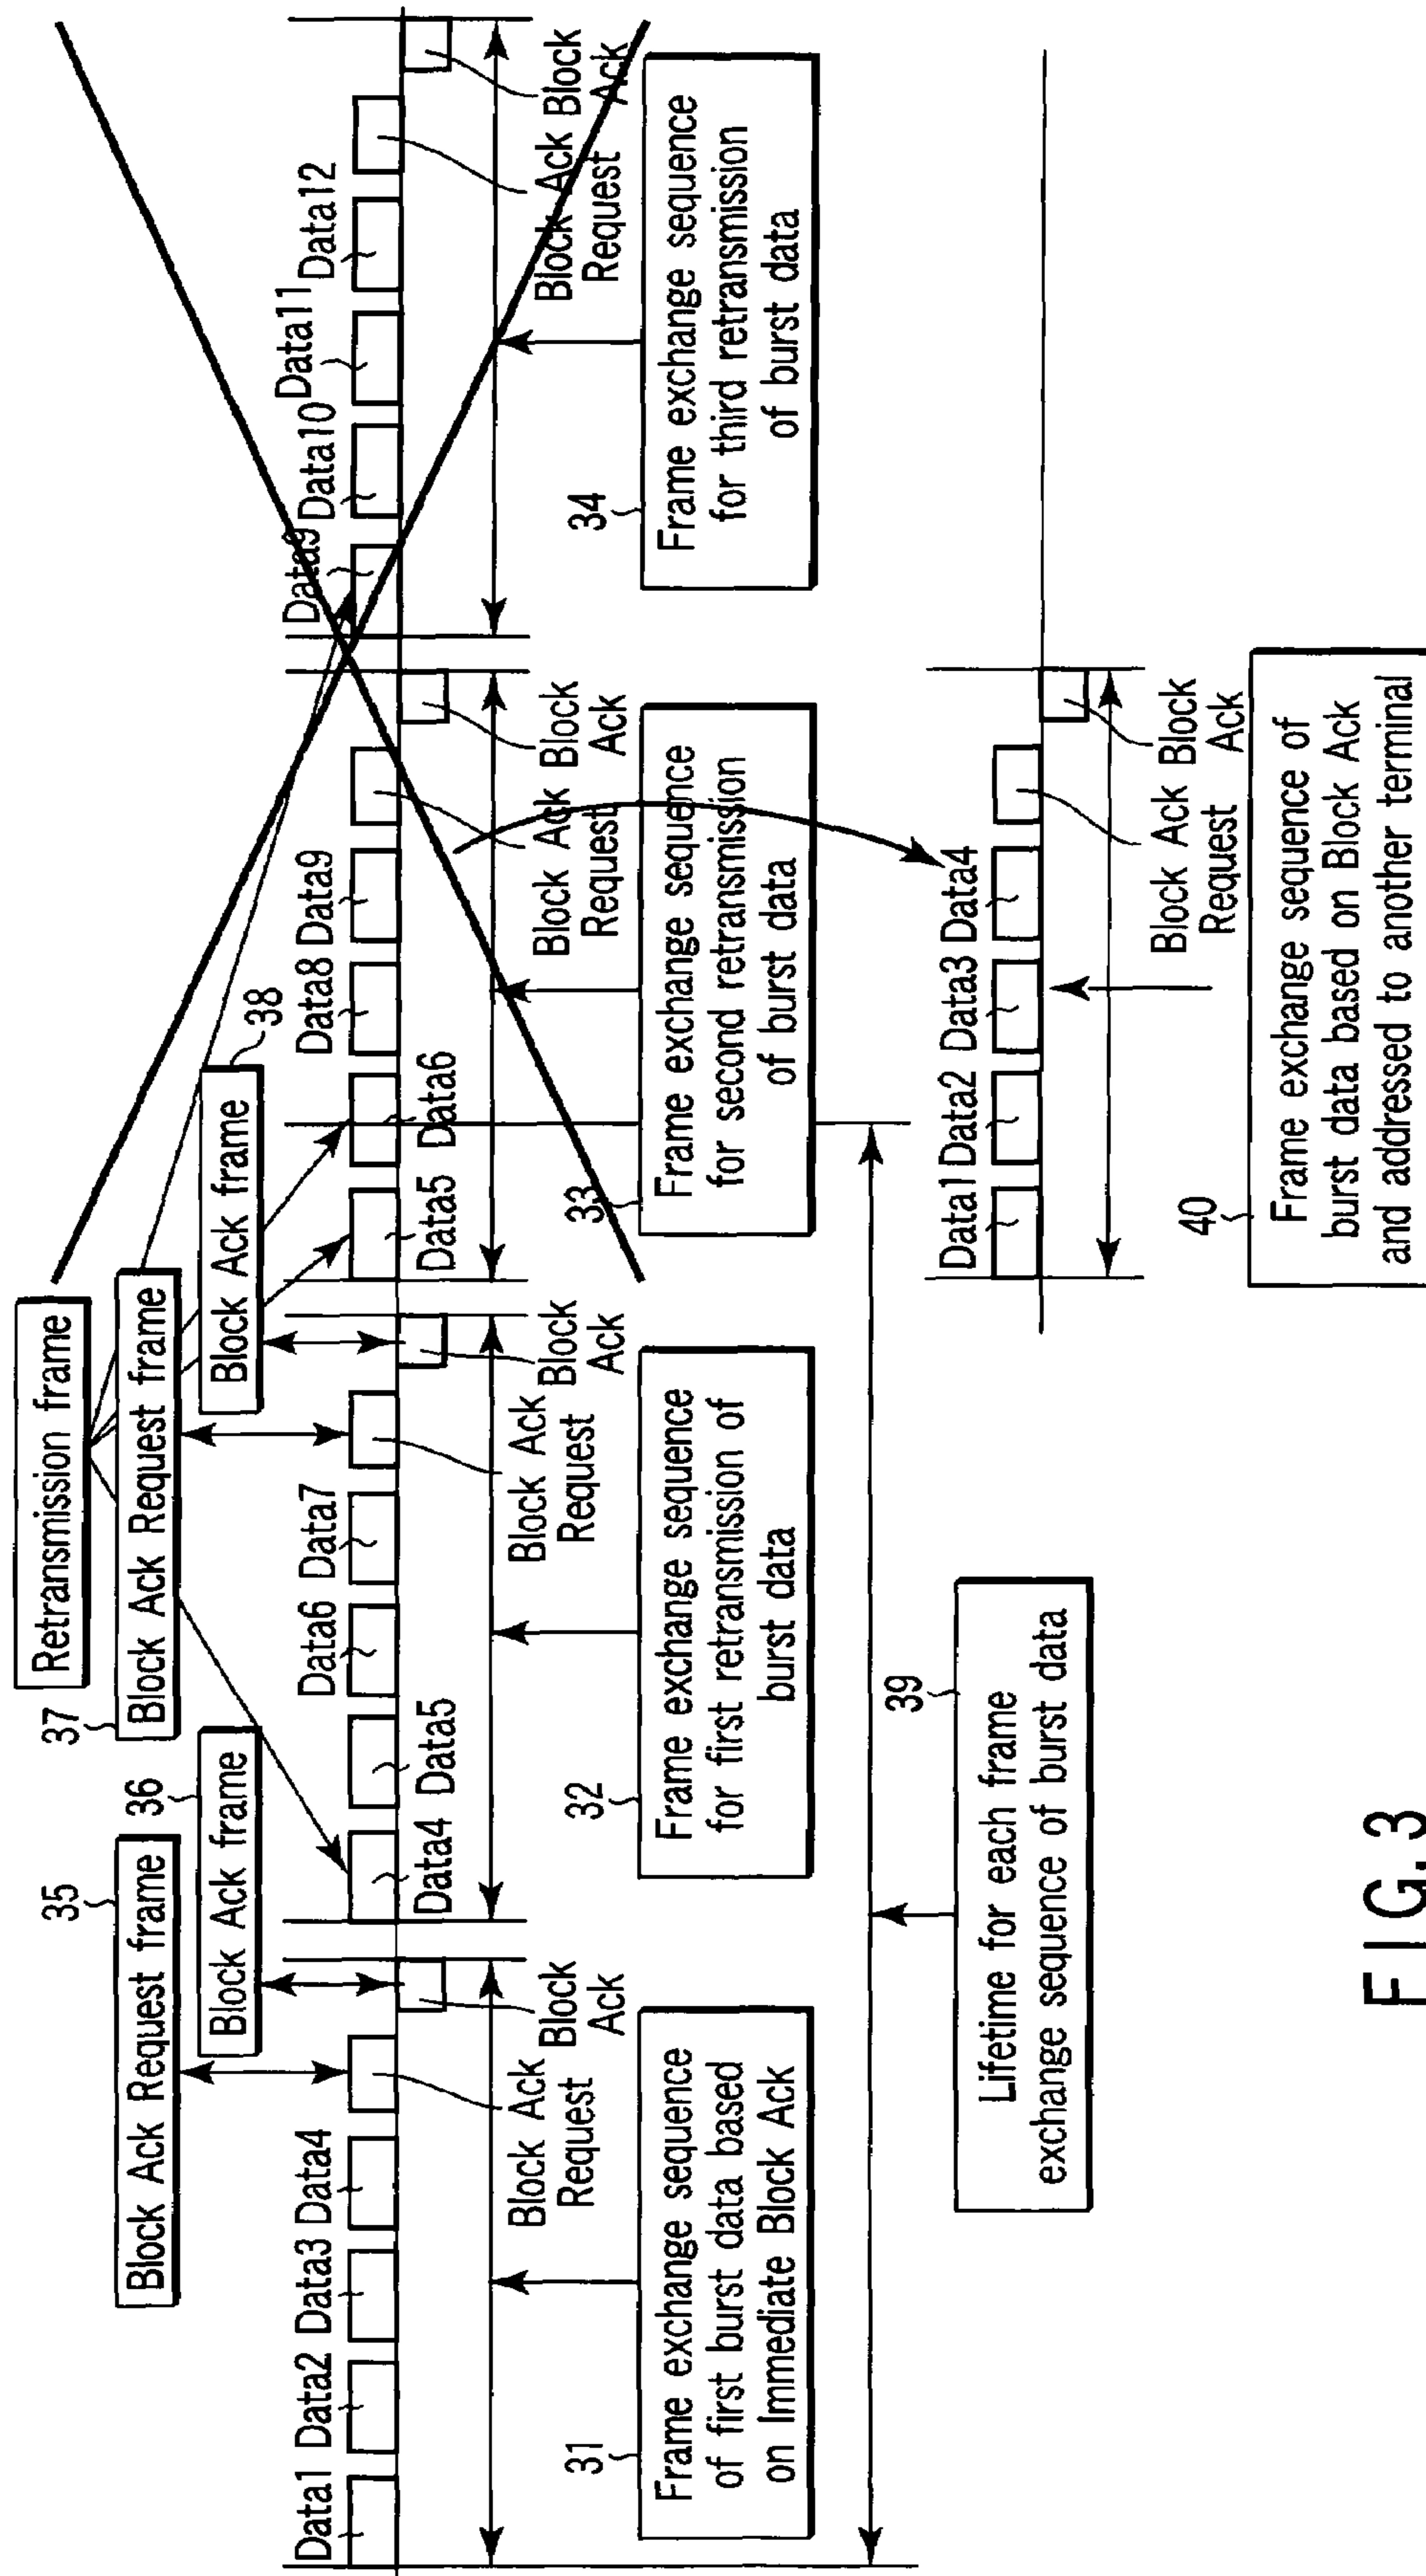 Retransmission frame
37
Block Ack Request frame
38
Block Ack frame
35
Block Ack Request frame
36
Block Ack frame
Data1
Data2
Data3
Data4
Block Ack
Request
Block
Ack
Data4
Data5
Data6
Data7
Block Ack
Request
Block
Ack
Data5
Data6
Data8
Data9
Block Ack
Request
Block
Ack
Data9
Data10
Data11
Data12
Block Ack
Request
Block
Ack
31
Frame exchange sequence
of first burst data based
on Immediate Block Ack
32
Frame exchange sequence
for first retransmission of
burst data
33
Frame exchange sequence
for second retransmission
of burst data
34
Frame exchange sequence
for third retransmission
of burst data
39
Lifetime for each frame
exchange sequence of burst data
Data1
Data2
Data3
Data4
Block Ack
Request
Block
Ack
40
Frame exchange sequence of
burst data based on Block Ack
and addressed to another terminal
FIG.3